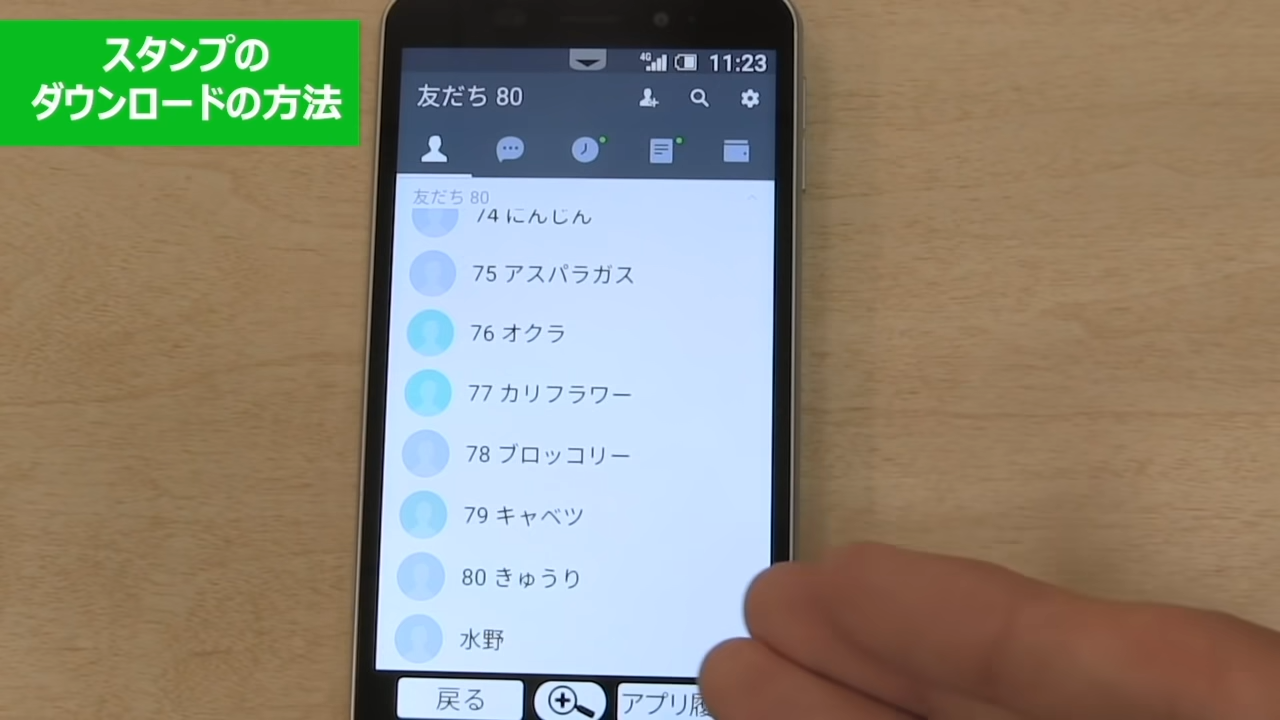 スタンプの
ダウンロードの方法
4G 11:23
友だち 80
友だち 80
74 にんじん
75 アスパラガス
76 オクラ
77 カリフラワー
78 ブロッコリー
79 キャベツ
80 きゅうり
水野
戻る
アプリ履